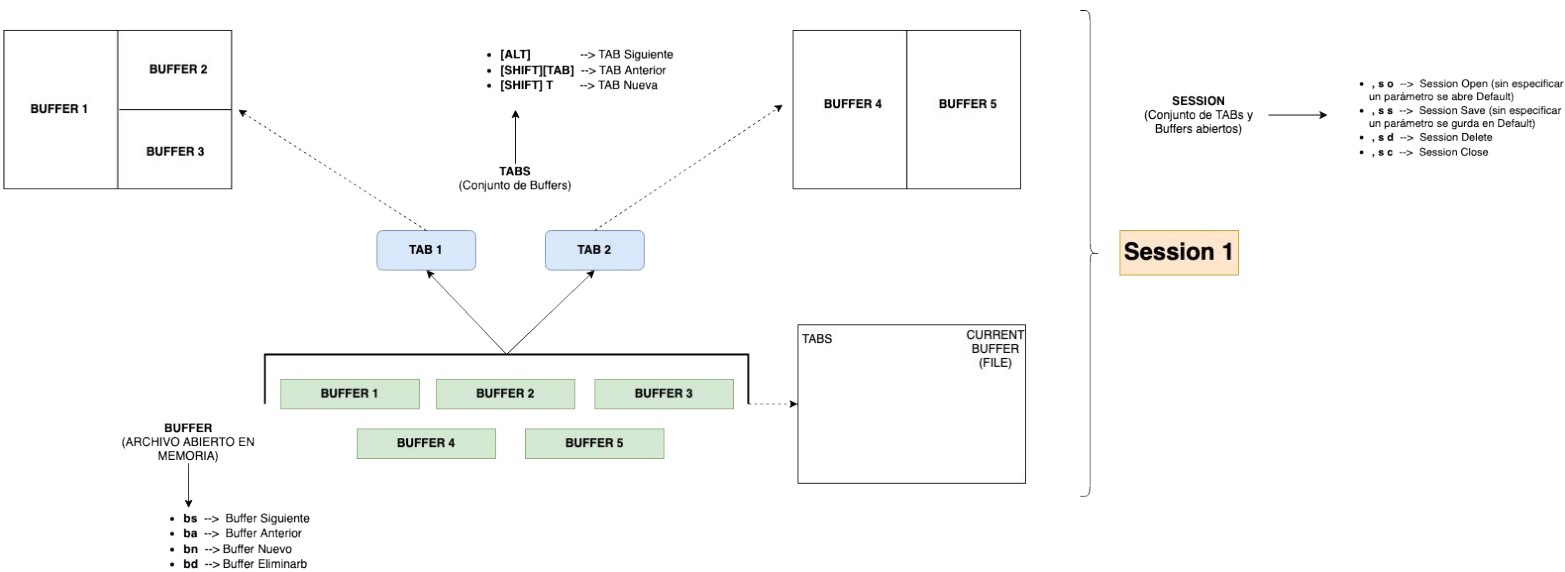 BUFFER 1
BUFFER 2
BUFFER 3
• [ALT] --> TAB Siguiente
• [SHIFT][TAB] --> TAB Anterior
• [SHIFT] T --> TAB Nueva
TABS
(Conjunto de Buffers)
BUFFER 4
BUFFER 5
SESSION
(Conjunto de TABs y
Buffers abiertos)
• , s o --> Session Open (sin especificar
un parámetro se abre Default)
• , s s --> Session Save (sin especificar
un parámetro se gurda en Default)
• , s d --> Session Delete
• , s c --> Session Close
TAB 1
TAB 2
Session 1
BUFFER 1
BUFFER 2
BUFFER 3
BUFFER 4
BUFFER 5
TABS
CURRENT
BUFFER
(FILE)
BUFFER
(ARCHIVO ABIERTO EN
MEMORIA)
• bs --> Buffer Siguiente
• ba --> Buffer Anterior
• bn --> Buffer Nuevo
• bd --> Buffer Eliminarb